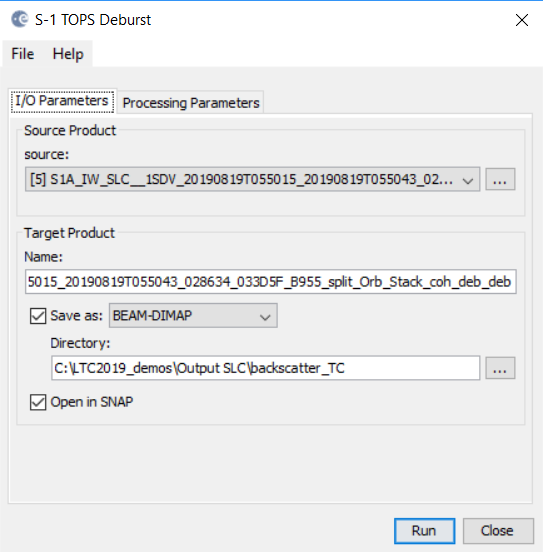 S-1 TOPS Deburst
File Help
I/O Parameters Processing Parameters
Source Product
source:
[5] S1A_IW_SLC__1SDV_20190819T055015_20190819T055043_02... ...
Target Product
Name:
5015_20190819T055043_028634_033D5F_B955_split_Orb_Stack_coh_deb_deb
Save as: BEAM-DIMAP
Directory:
C:\LTC2019_demos\Output SLC\backscatter_TC ...
Open in SNAP
Run Close